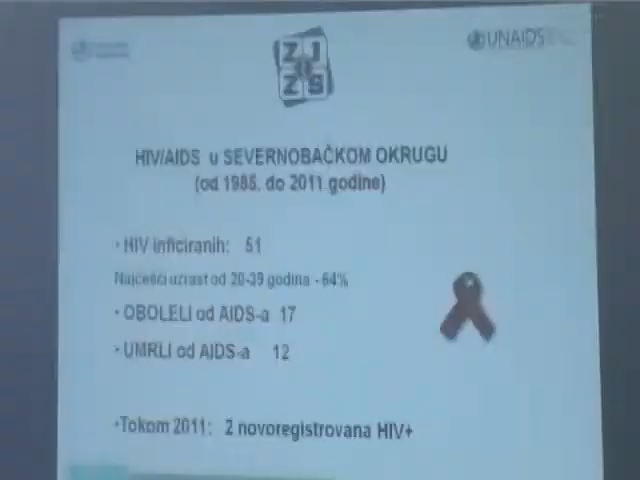 UNAIDS
Z I
Z S
HIV/AIDS u SEVERNOBAČKOM OKRUGU
(od 1985. do 2011.godine)
· HIV inficiranih: 51
Najčešći uzrast od 20-39 godina - 64%
· OBOLELI od AIDS-a 17
· UMRLI od AIDS-a 12
·Tokom 2011: 2 novoregistrovana HIV+